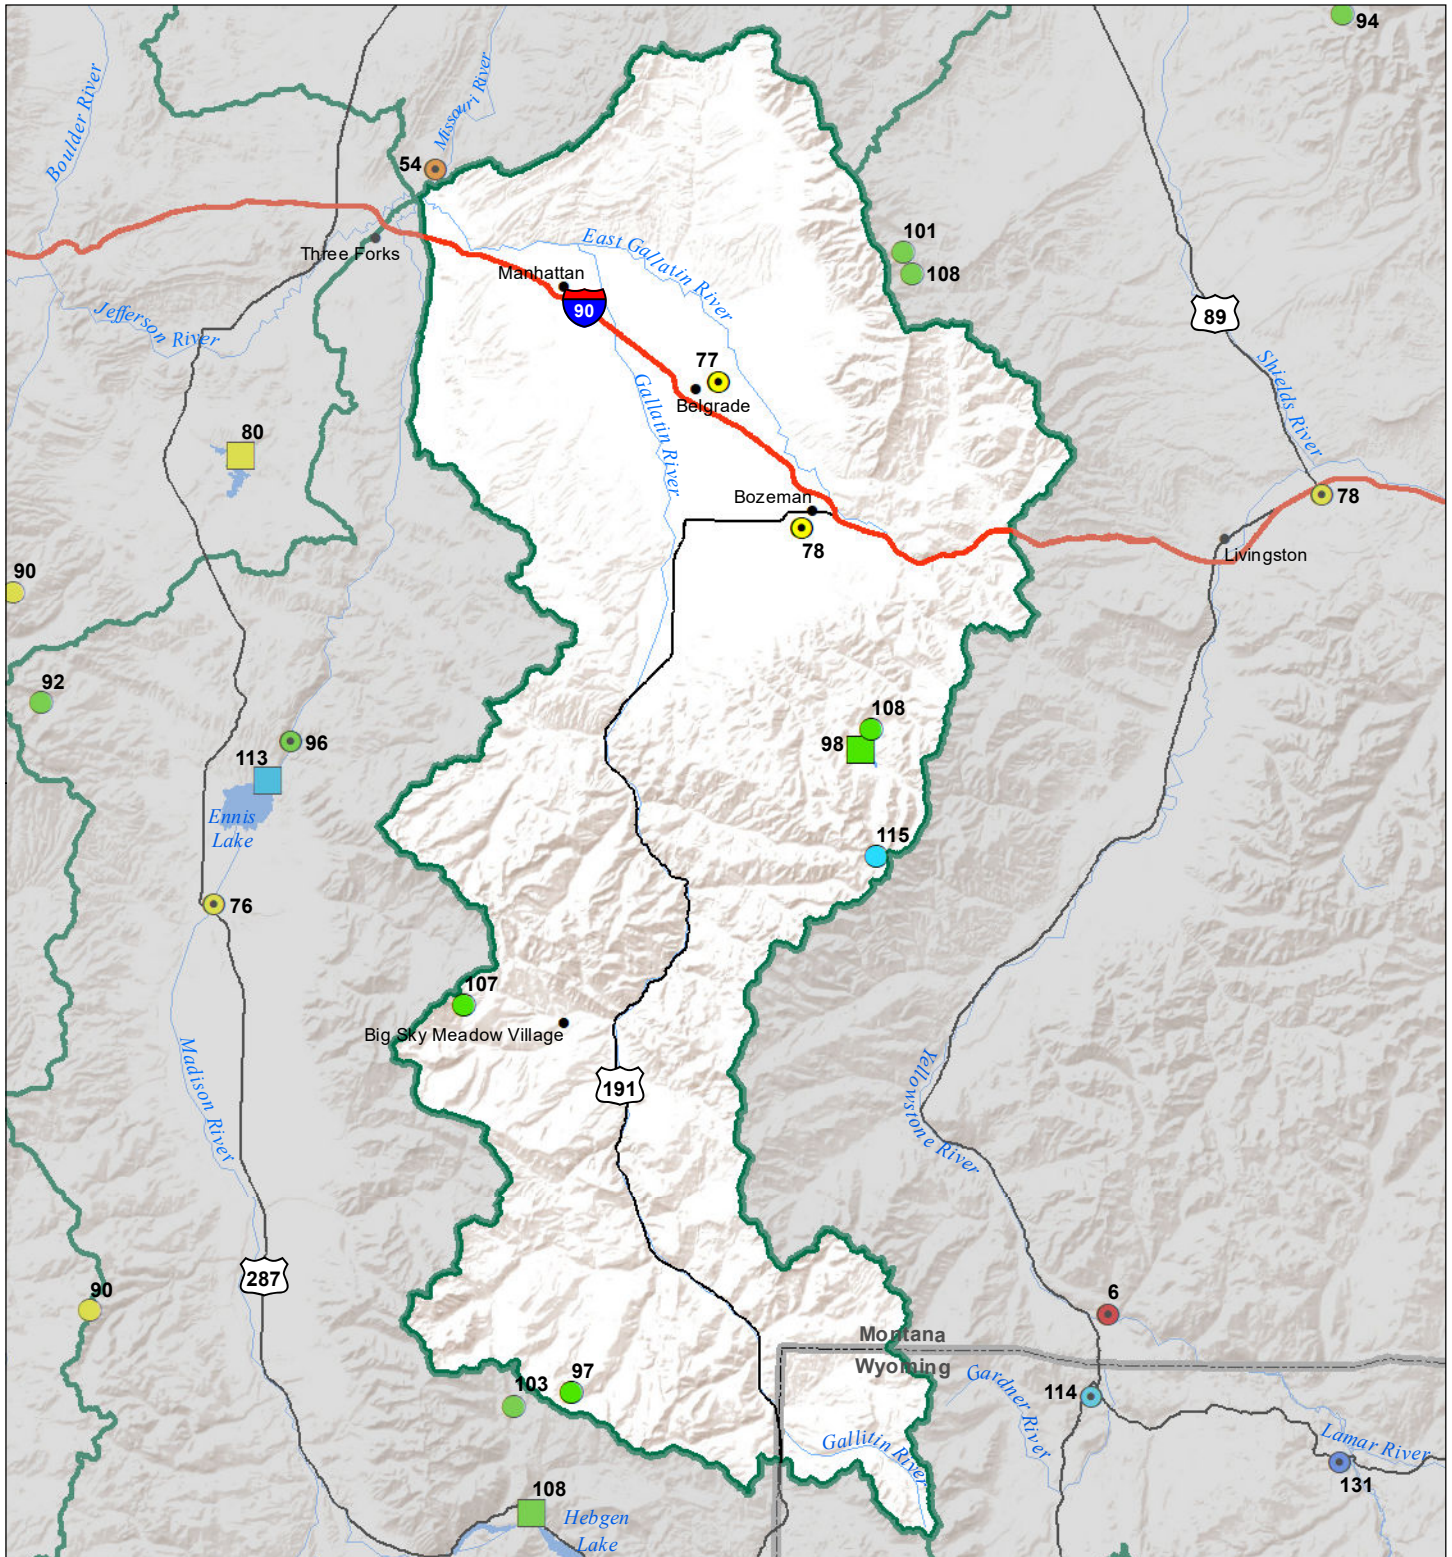 94
Boulder River
Missouri River
54
101
108
Three Forks
Manhattan
East Gallatin River
90
89
Jefferson River
Shields River
77
Belgrade
Gallatin River
80
Bozeman
78
78
Livingston
90
92
108
98
96
113
Ennis
Lake
115
76
107
Big Sky Meadow Village
Madison River
Yellowstone River
191
287
90
6
Montana
Wyoming
Gardner River
114
103
97
Gallitin River
Lamar River
131
108
Hebgen
Lake